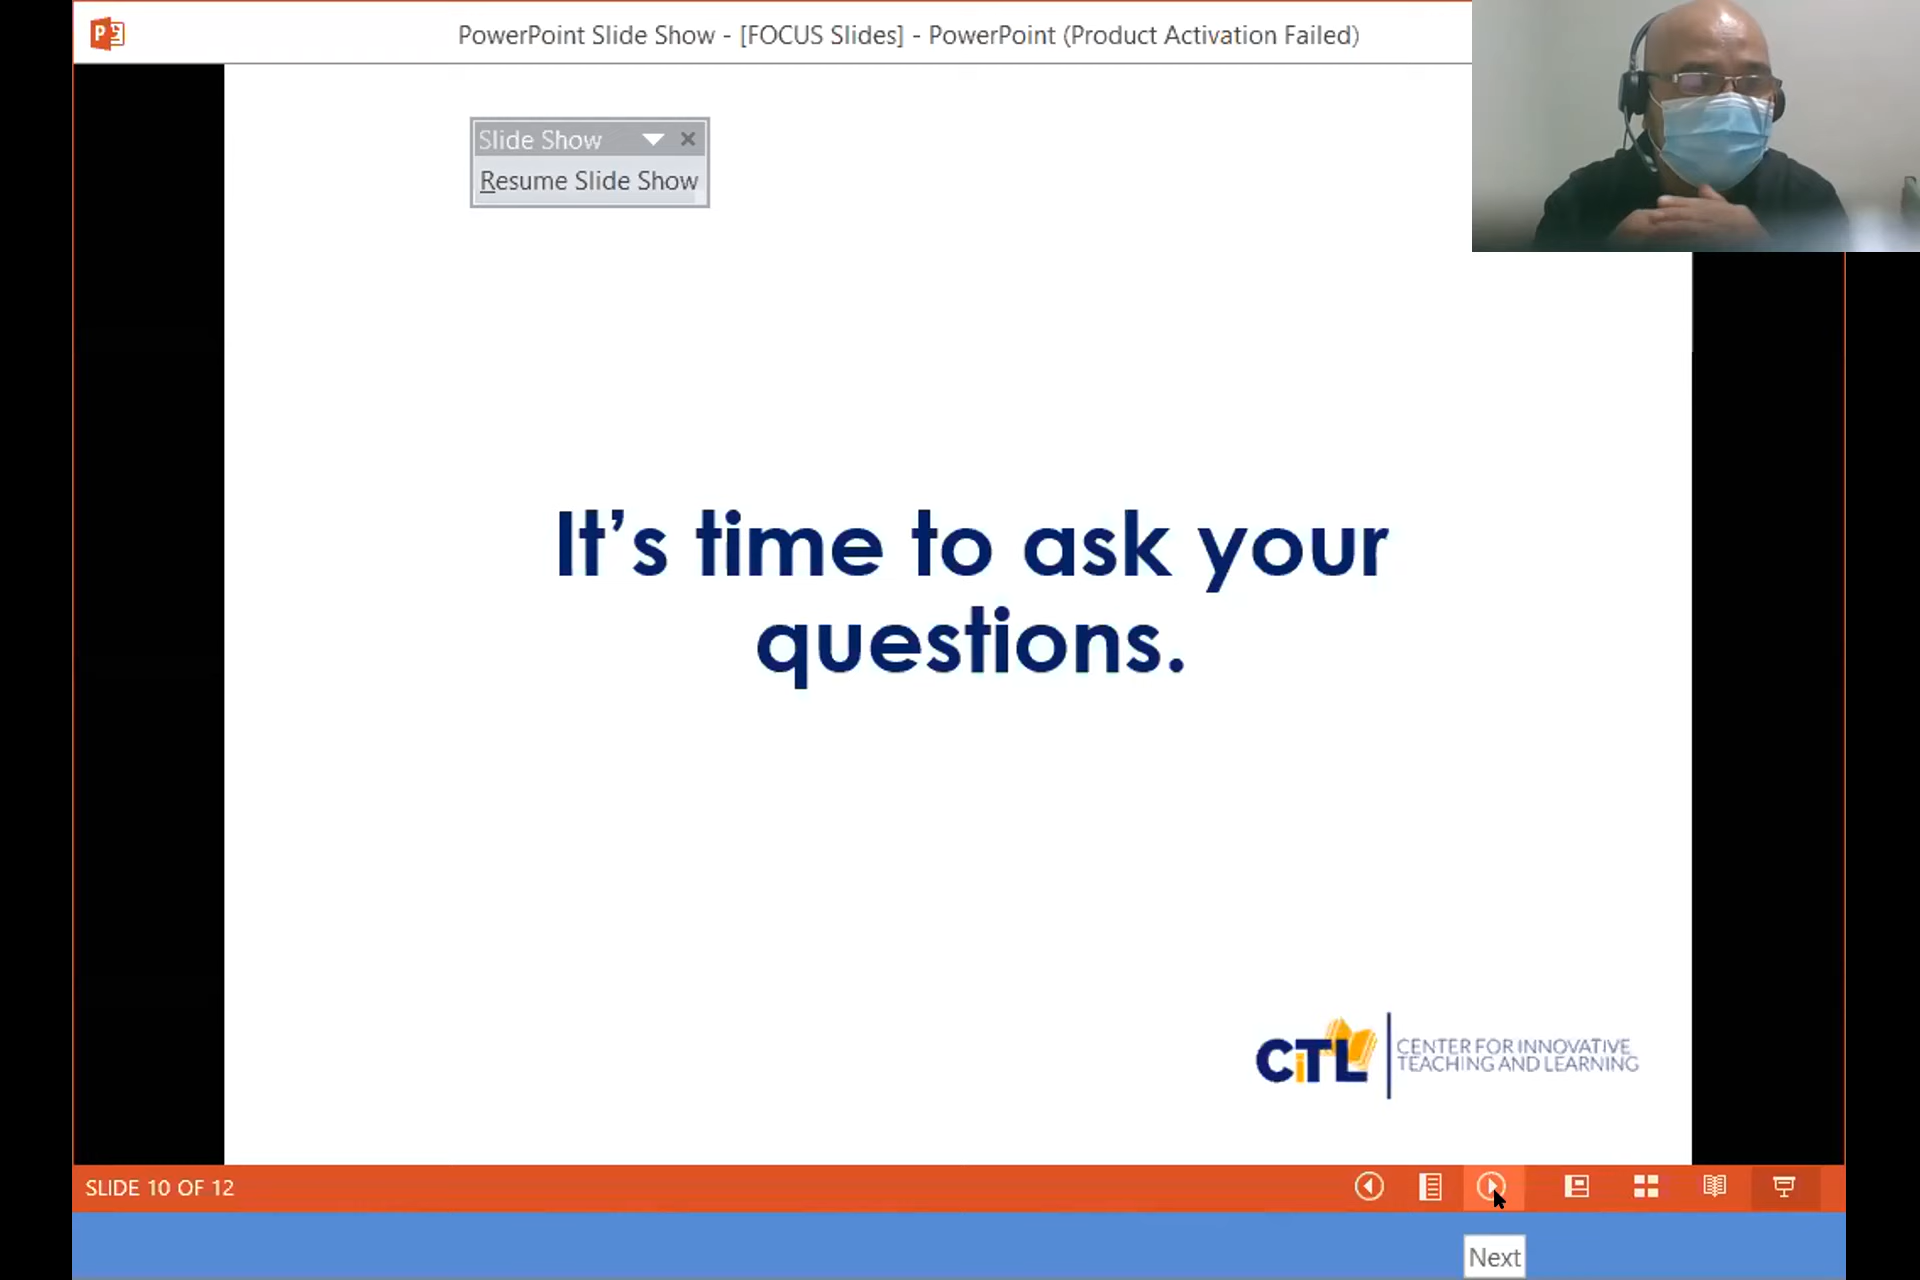 PowerPoint Slide Show - [FOCUS Slides] - PowerPoint (Product Activation Failed)
Slide Show
Resume Slide Show
It’s time to ask your
questions.
CiTL
CENTER FOR INNOVATIVE
TEACHING AND LEARNING
SLIDE 10 OF 12
Next